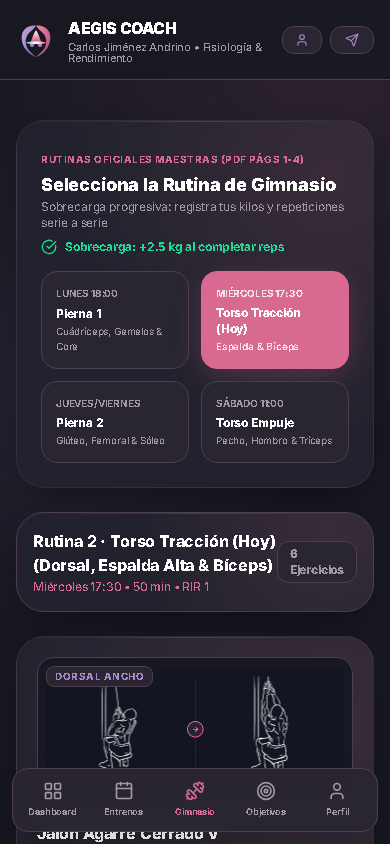 AEGIS COACH
Carlos Jiménez Andrino • Fisiología &
Rendimiento
RUTINAS OFICIALES MAESTRAS (PDF PÁGS 1-4)
Selecciona la Rutina de Gimnasio
Sobrecarga progresiva: registra tus kilos y repeticiones
serie a serie
Sobrecarga: +2.5 kg al completar reps
LUNES 18:00
Pierna 1
Cuádriceps, Gemelos &
Core
MIÉRCOLES 17:30
Torso Tracción
(Hoy)
Espalda & Bíceps
JUEVES/VIERNES
Pierna 2
Glúteo, Femoral & Sóleo
SÁBADO 11:00
Torso Empuje
Pecho, Hombro & Tríceps
Rutina 2 · Torso Tracción (Hoy)
(Dorsal, Espalda Alta & Bíceps)
Miércoles 17:30 • 50 min • RIR 1
6
Ejercicios
DORSAL ANCHO
Jalón Agarre Cerrado V
Dashboard
Entrenos
Gimnasio
Objetivos
Perfil